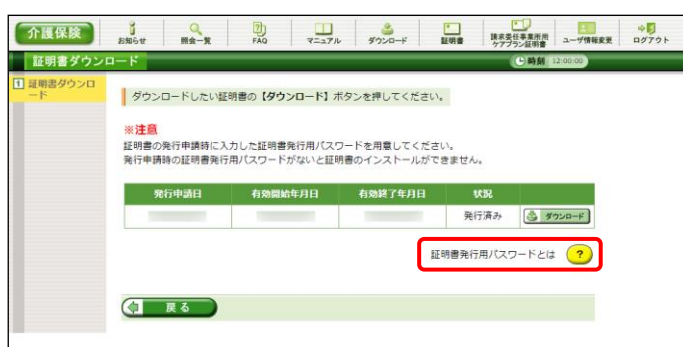 介護保険
お知らせ
照会一覧
FAQ
マニュアル
ダウンロード
証明書
請求委任事業所用
ケアプラン証明書
ユーザ情報変更
ログアウト
証明書ダウンロード
時刻 12:00:00
1 証明書ダウンロ
ード
ダウンロードしたい証明書の【ダウンロード】ボタンを押してください。
※注意
証明書の発行申請時に入力した証明書発行用パスワードを用意してください。
発行申請時の証明書発行用パスワードがないと証明書のインストールができません。
発行申請日 有効開始年月日 有効終了年月日 状況
発行済み ダウンロード
証明書発行用パスワードとは ?
戻る